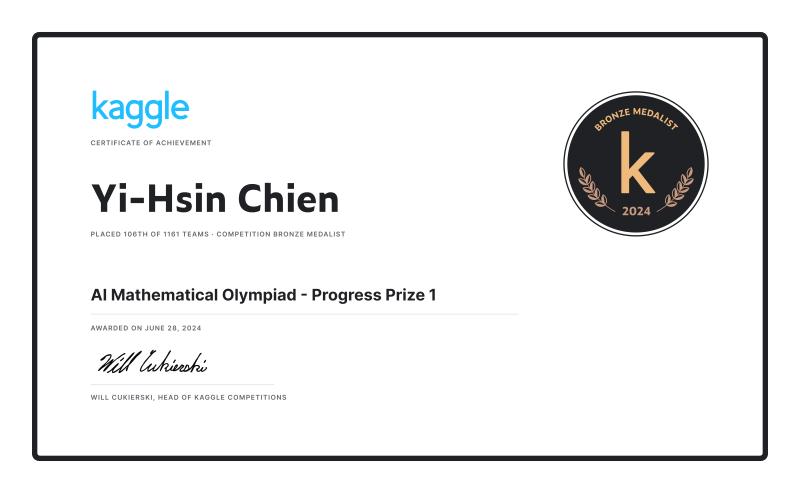 kaggle
CERTIFICATE OF ACHIEVEMENT
BRONZE MEDALIST
k
2024
Yi-Hsin Chien
PLACED 106TH OF 1161 TEAMS · COMPETITION BRONZE MEDALIST
AI Mathematical Olympiad - Progress Prize 1
AWARDED ON JUNE 28, 2024
Will Cukierski
WILL CUKIERSKI, HEAD OF KAGGLE COMPETITIONS